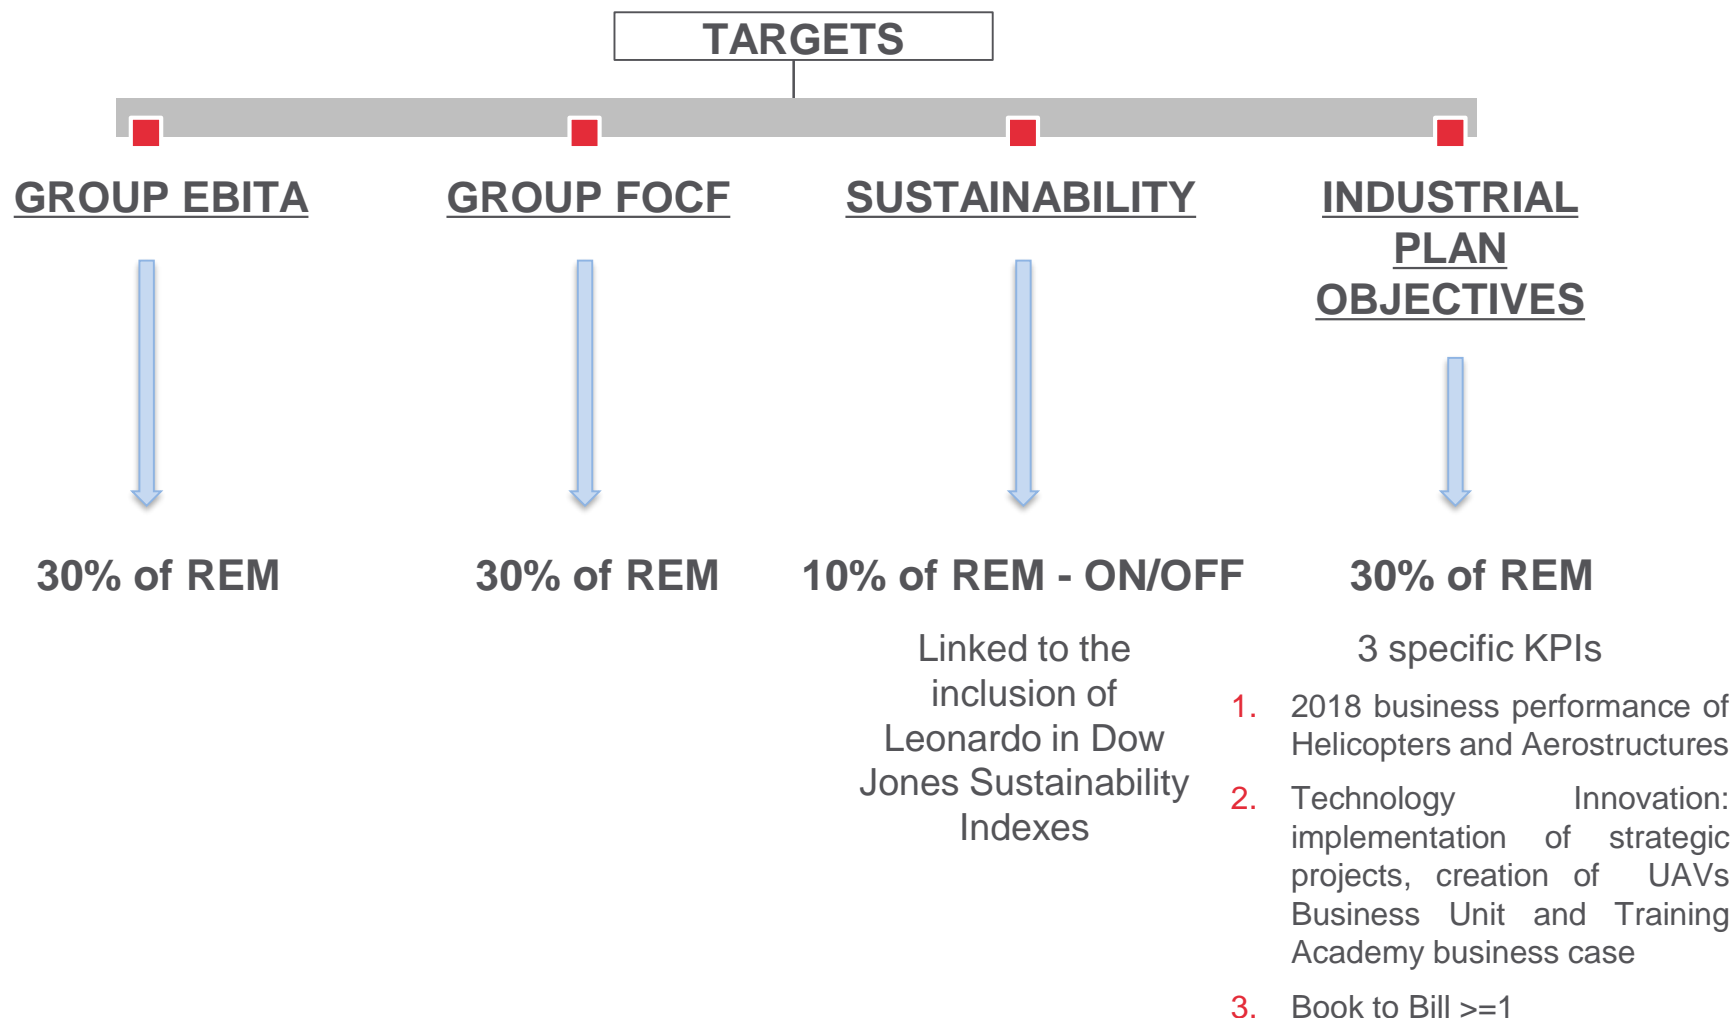 TARGETS
GROUP EBITA
30% of REM
GROUP FOCF
30% of REM
SUSTAINABILITY
10% of REM - ON/OFF
Linked to the
inclusion of
Leonardo in Dow
Jones Sustainability
Indexes
INDUSTRIAL
PLAN
OBJECTIVES
30% of REM
3 specific KPIs
1. 2018 business performance of
Helicopters and Aerostructures
2. Technology Innovation:
implementation of strategic
projects, creation of UAVs
Business Unit and Training
Academy business case
3. Book to Bill >=1